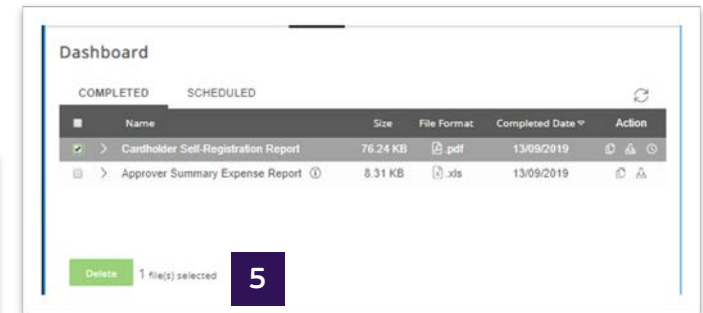 Dashboard
COMPLETED SCHEDULED
Name Size File Format Completed Date Action
Cardholder Self-Registration Report 76.24 KB .pdf 13/09/2019
Approver Summary Expense Report 8.31 KB .xls 13/09/2019
Delete 1 file(s) selected 5